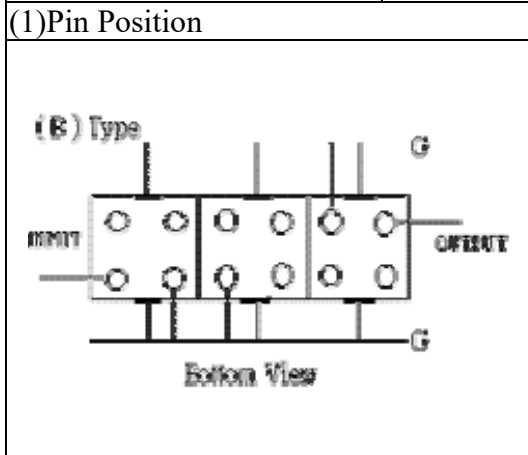 (1)Pin Position
(B) Type
G
INPUT
OUTPUT
G
Bottom View